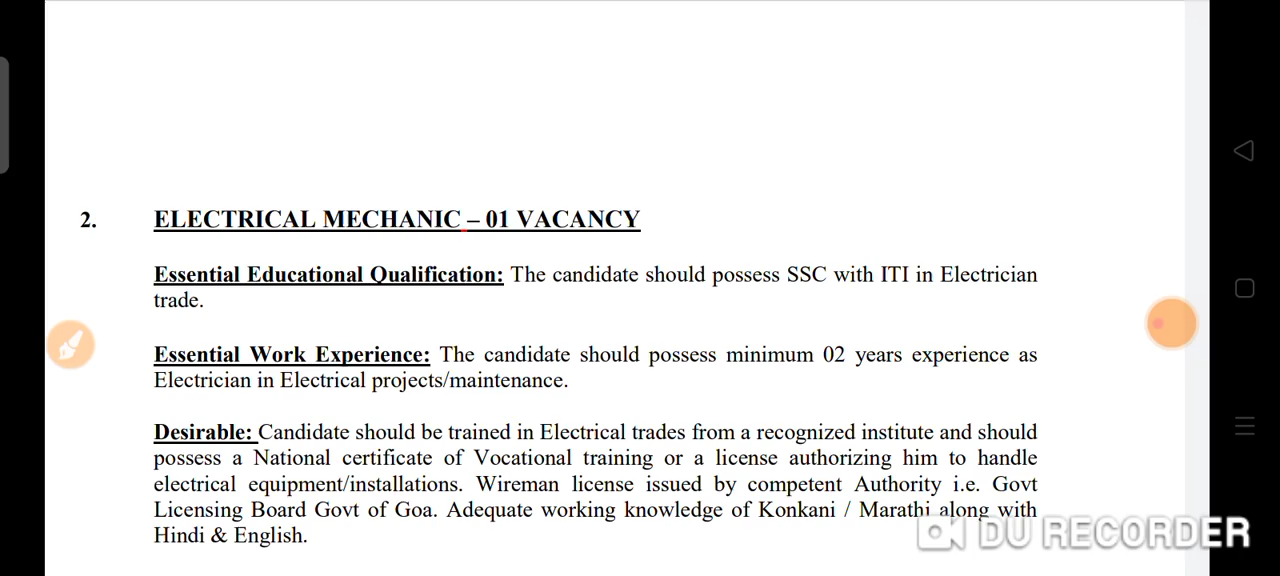 2. ELECTRICAL MECHANIC – 01 VACANCY
Essential Educational Qualification: The candidate should possess SSC with ITI in Electrician
trade.
Essential Work Experience: The candidate should possess minimum 02 years experience as
Electrician in Electrical projects/maintenance.
Desirable: Candidate should be trained in Electrical trades from a recognized institute and should
possess a National certificate of Vocational training or a license authorizing him to handle
electrical equipment/installations. Wireman license issued by competent Authority i.e. Govt
Licensing Board Govt of Goa. Adequate working knowledge of Konkani / Marathi along with
Hindi & English.
DU RECORDER